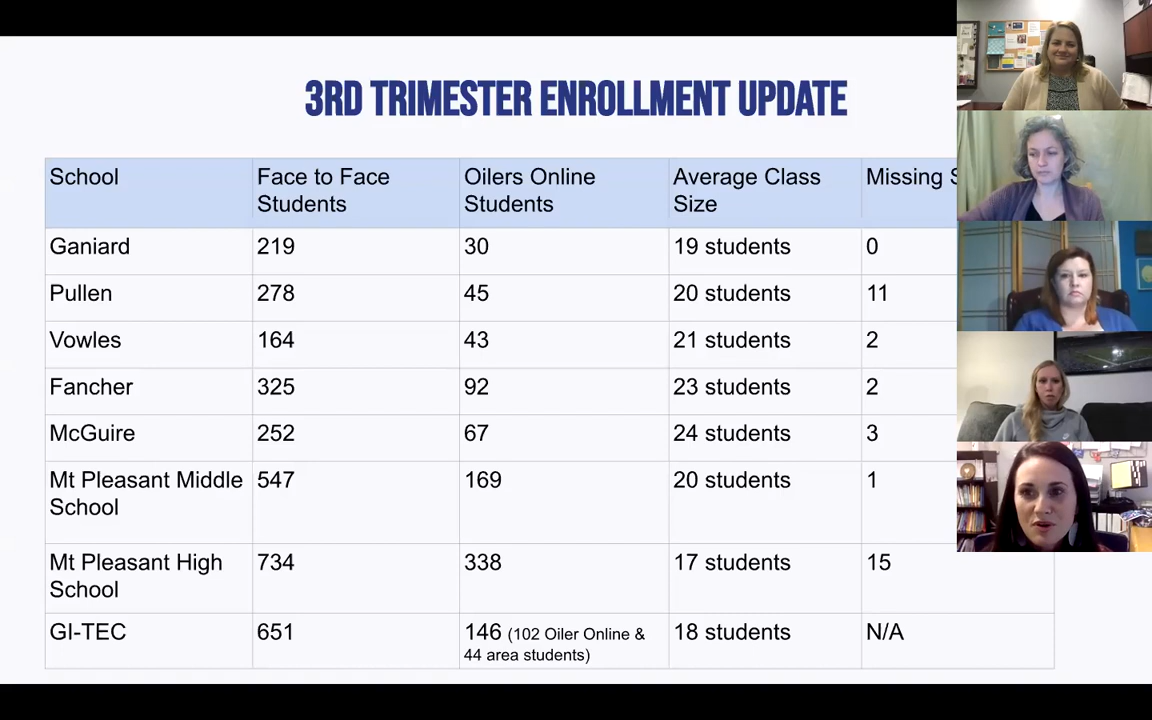 3RD TRIMESTER ENROLLMENT UPDATE
School Face to Face Students Oilers Online Students Average Class Size Missing
Ganiard 219 30 19 students 0
Pullen 278 45 20 students 11
Vowles 164 43 21 students 2
Fancher 325 92 23 students 2
McGuire 252 67 24 students 3
Mt Pleasant Middle School 547 169 20 students 1
Mt Pleasant High School 734 338 17 students 15
GI-TEC 651 146 (102 Oiler Online & 44 area students) 18 students N/A